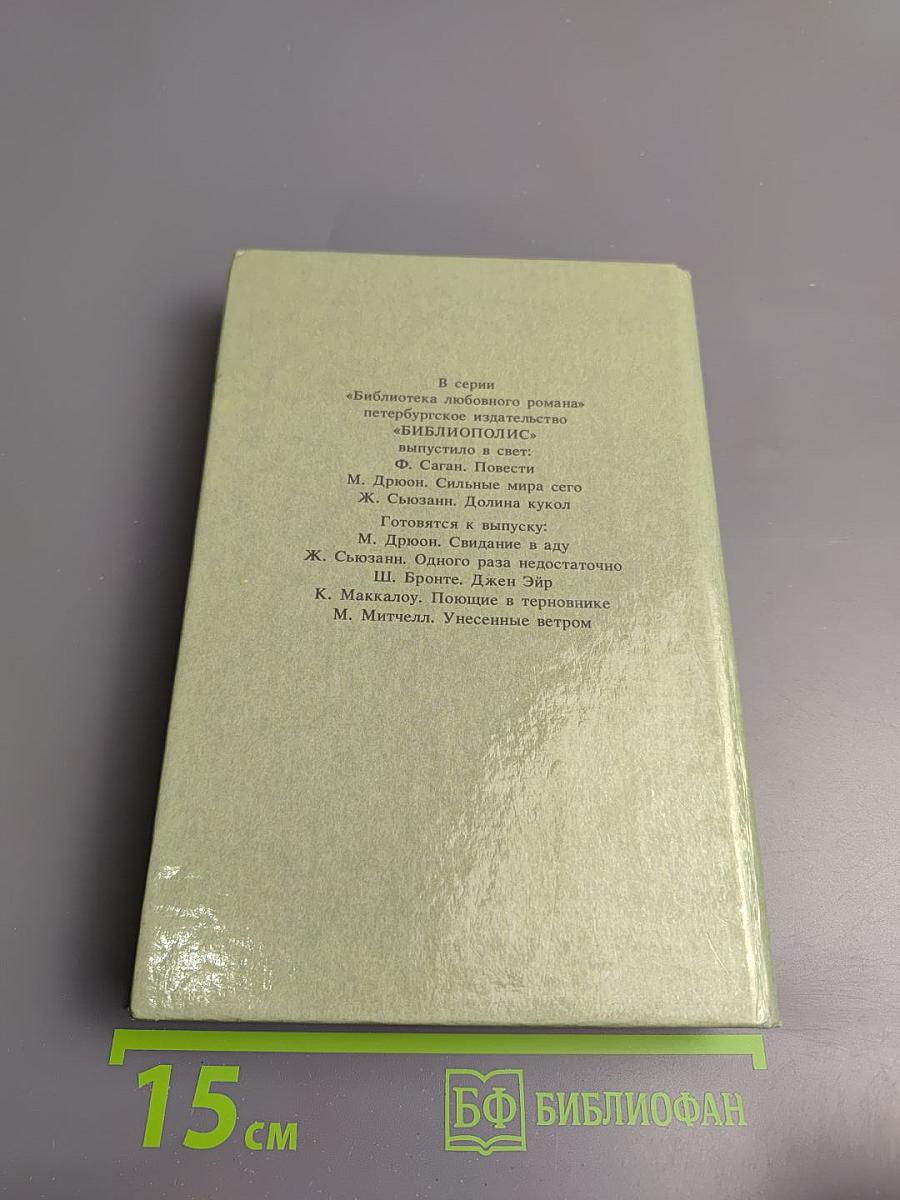 В серии
«Библиотека любовного романа»
петербургское издательство
«БИБЛИОПОЛИС»
выпустило в свет:
Ф. Саган. Повести
М. Дрюон. Сильные мира сего
Ж. Сьюзанн. Долина кукол
Готовятся к выпуску:
М. Дрюон. Свидание в аду
Ж. Сьюзанн. Одного раза недостаточно
Ш. Бронте. Джен Эйр
К. Маккалоу. Поющие в терновнике
М. Митчелл. Унесенные ветром
15 см
БФ БИБЛИОФАН